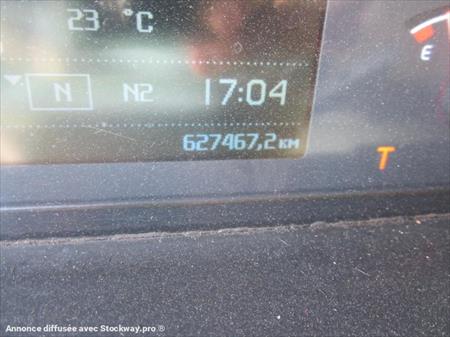 23 °C
E
N N2 17:04
627467,2 KM
T
Annonce diffusée avec Stockway.pro ®